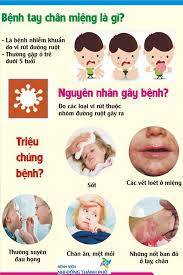 Bệnh tay chân miệng là gì?
- Là bệnh nhiễm khuẩn
do vi rút đường ruột
- Thường gặp ở trẻ
dưới 5 tuổi
Nguyên nhân gây bệnh?
Do các loại vi rút thuộc
nhóm đường ruột gây ra
Triệu
chứng
bệnh?
Sốt
Các vết loét ở miệng
Thường xuyên
đau họng
Chán ăn, mệt mỏi
Những nốt ban đỏ
ở tay, chân
BỆNH VIỆN
NHI ĐỒNG THÀNH PHỐ